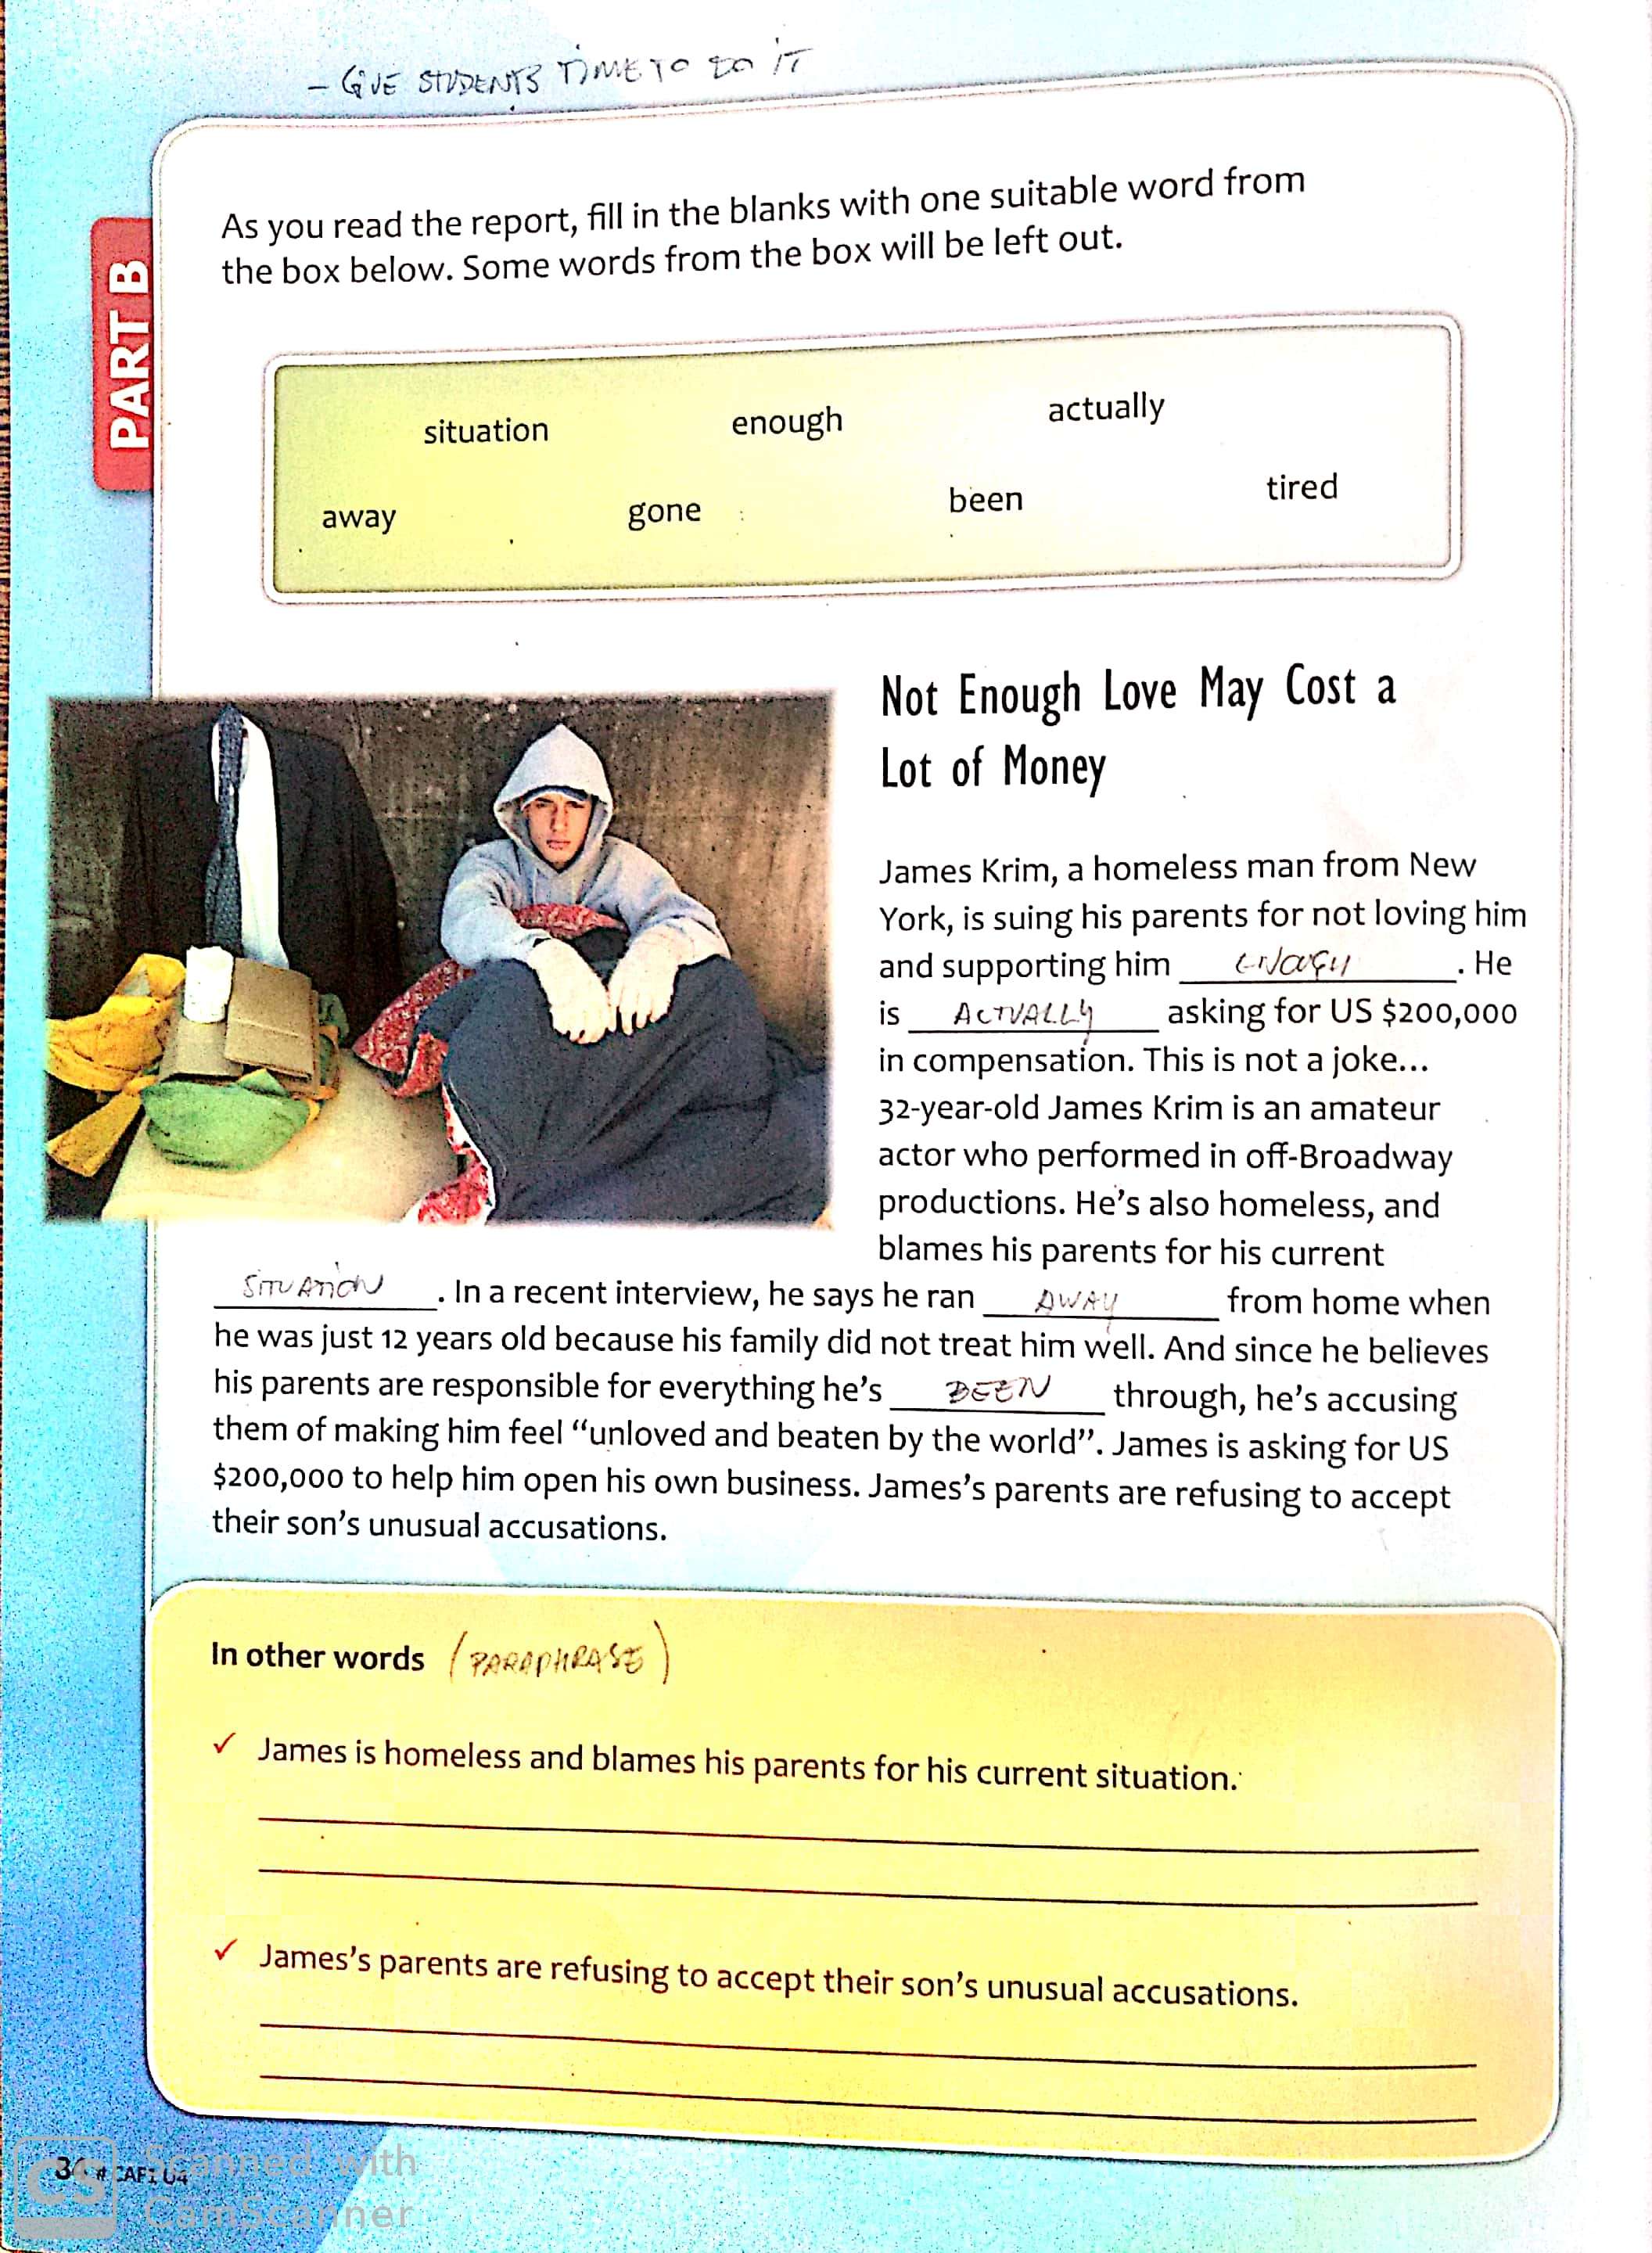 - GIVE STUDENTS TIME TO DO IT
PART B
As you read the report, fill in the blanks with one suitable word from
the box below. Some words from the box will be left out.
situation enough actually
away gone been tired
Not Enough Love May Cost a
Lot of Money
James Krim, a homeless man from New
York, is suing his parents for not loving him
and supporting him . He
is ACTUALLY asking for US $200,000
in compensation. This is not a joke...
32-year-old James Krim is an amateur
actor who performed in off-Broadway
productions. He's also homeless, and
blames his parents for his current
SITUATION. In a recent interview, he says he ran AWAY from home when
he was just 12 years old because his family did not treat him well. And since he believes
his parents are responsible for everything he's BEEN through, he's accusing
them of making him feel “unloved and beaten by the world”. James is asking for US
$200,000 to help him open his own business. James's parents are refusing to accept
their son's unusual accusations.
In other words (PARAPHRASE)
✓ James is homeless and blames his parents for his current situation.
✓ James's parents are refusing to accept their son's unusual accusations.
# CAFI U4
CS Scanned with
CamScanner